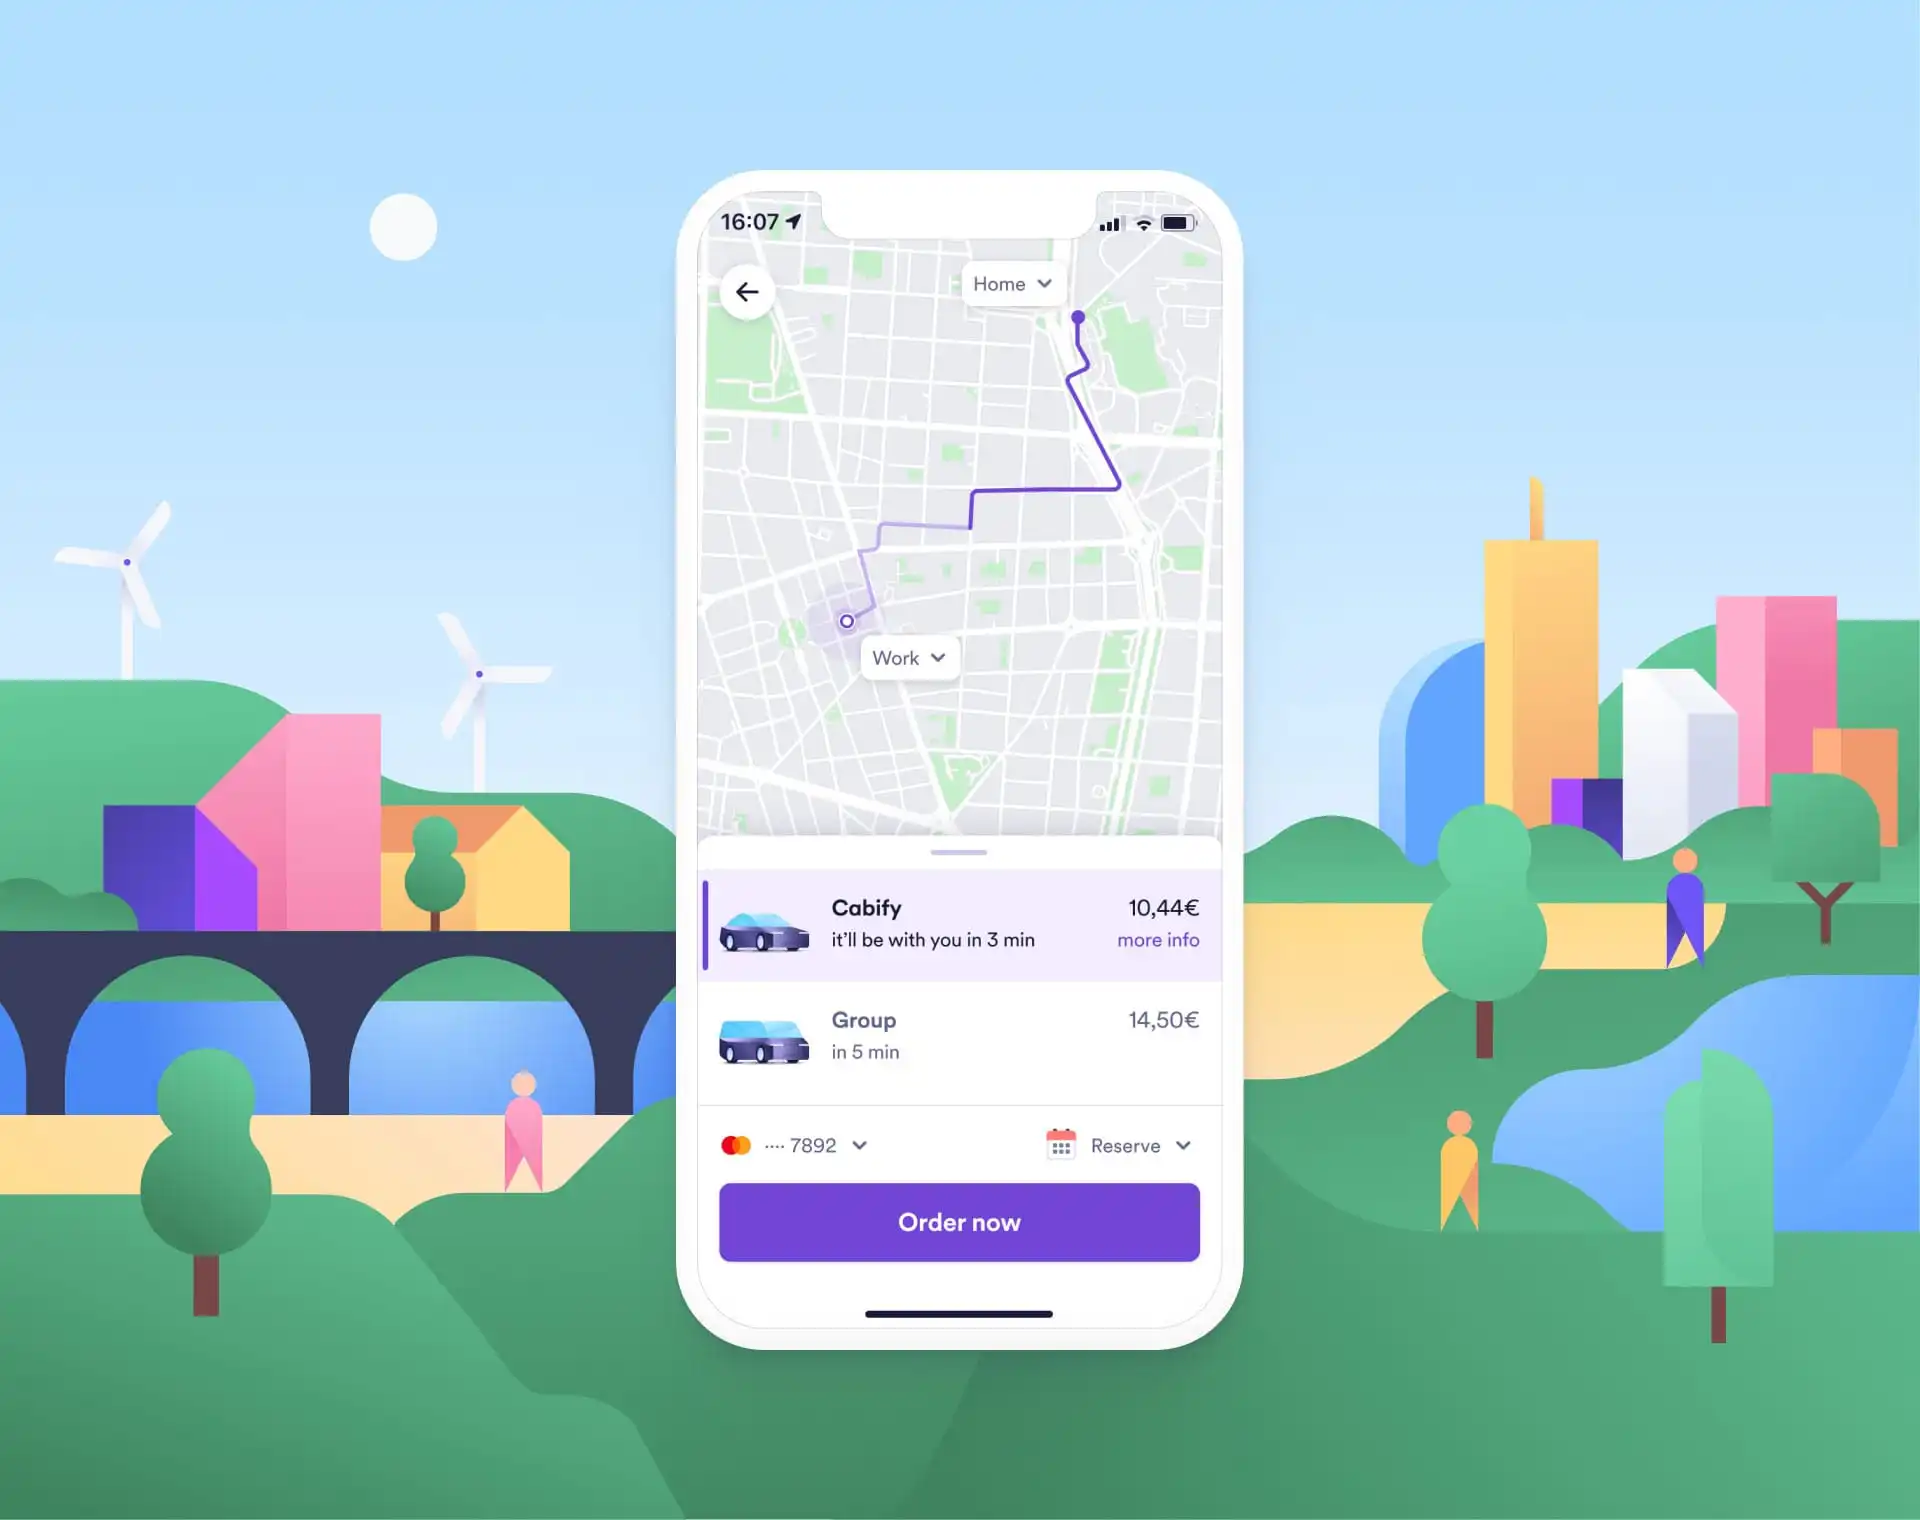 16:07
Home
Work
Cabify 10,44€
it’ll be with you in 3 min more info
Group 14,50€
in 5 min
···· 7892 Reserve
Order now